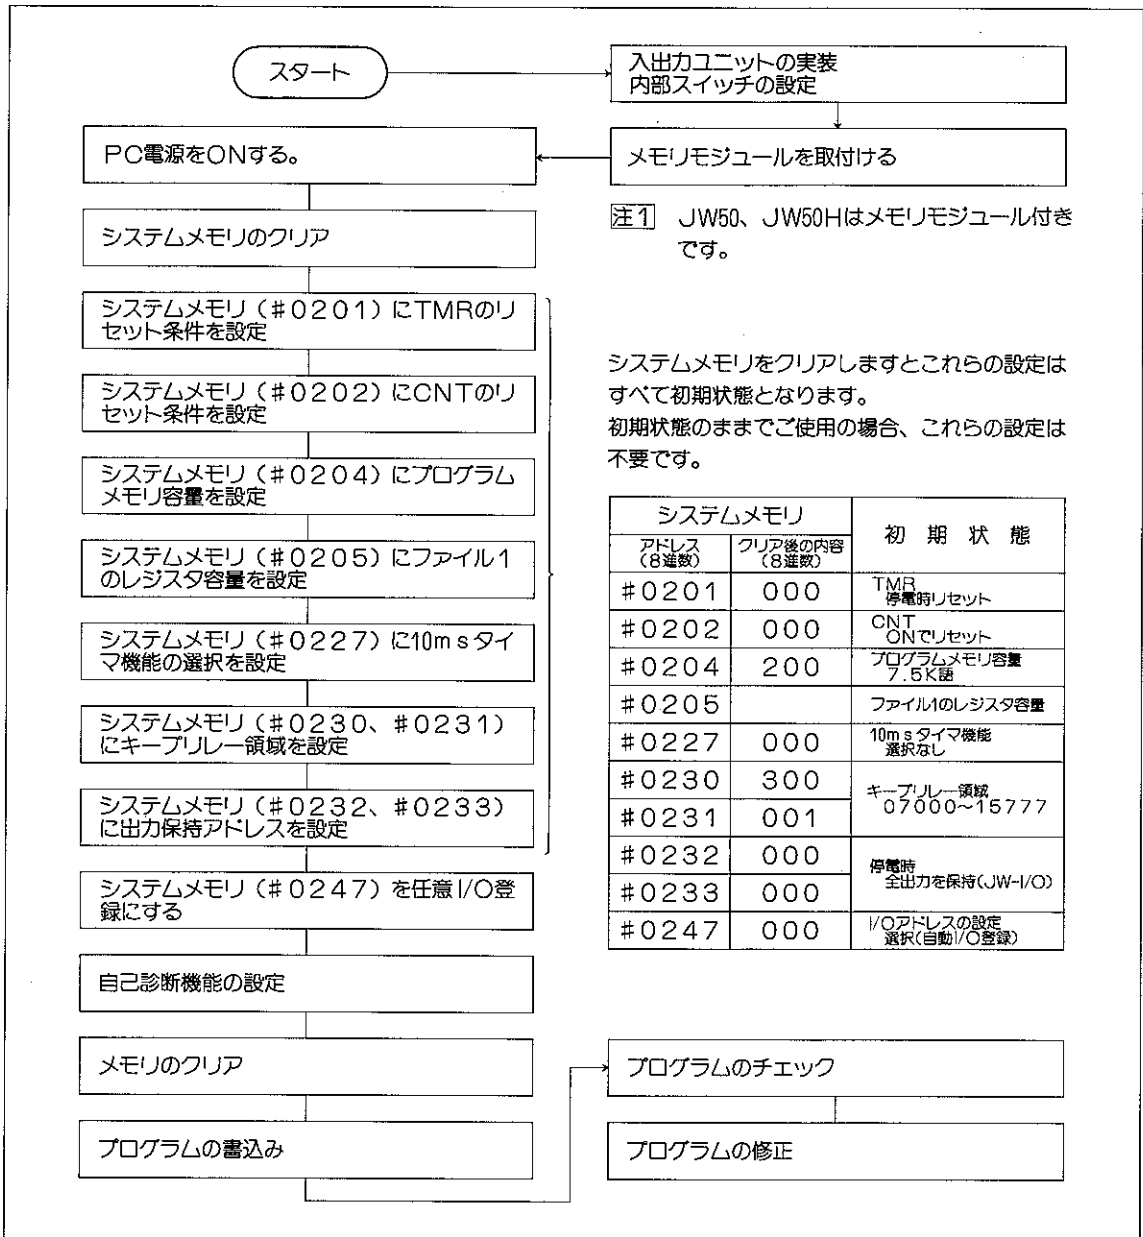 スタート
入出力ユニットの実装
内部スイッチの設定
メモリモジュールを取付ける
注1 JW50、JW50Hはメモリモジュール付き
です。
PC電源をONする。
システムメモリのクリア
システムメモリ（#0201）にTMRのリ
セット条件を設定
システムメモリ（#0202）にCNTのリ
セット条件を設定
システムメモリ（#0204）にプログラム
メモリ容量を設定
システムメモリ（#0205）にファイル1
のレジスタ容量を設定
システムメモリ（#0227）に10msタイ
マ機能の選択を設定
システムメモリ（#0230、#0231）
にキープリレー領域を設定
システムメモリ（#0232、#0233）
に出力保持アドレスを設定
システムメモリをクリアしますとこれらの設定は
すべて初期状態となります。
初期状態のままでご使用の場合、これらの設定は
不要です。
システムメモリ 初期状態
アドレス（8進数） クリア後の内容（8進数）
#0201 000 TMR 停電時リセット
#0202 000 CNT ONでリセット
#0204 200 プログラムメモリ容量 7.5K語
#0205 ファイル1のレジスタ容量
#0227 000 10msタイマ機能 選択なし
#0230 300 キープリレー領域 07000～15777
#0231 001
#0232 000 停電時 全出力を保持（JW-I/O）
#0233 000
#0247 000 I/Oアドレスの設定 選択（自動I/O登録）
システムメモリ（#0247）を任意I/O登
録にする
自己診断機能の設定
メモリのクリア
プログラムの書込み
プログラムのチェック
プログラムの修正